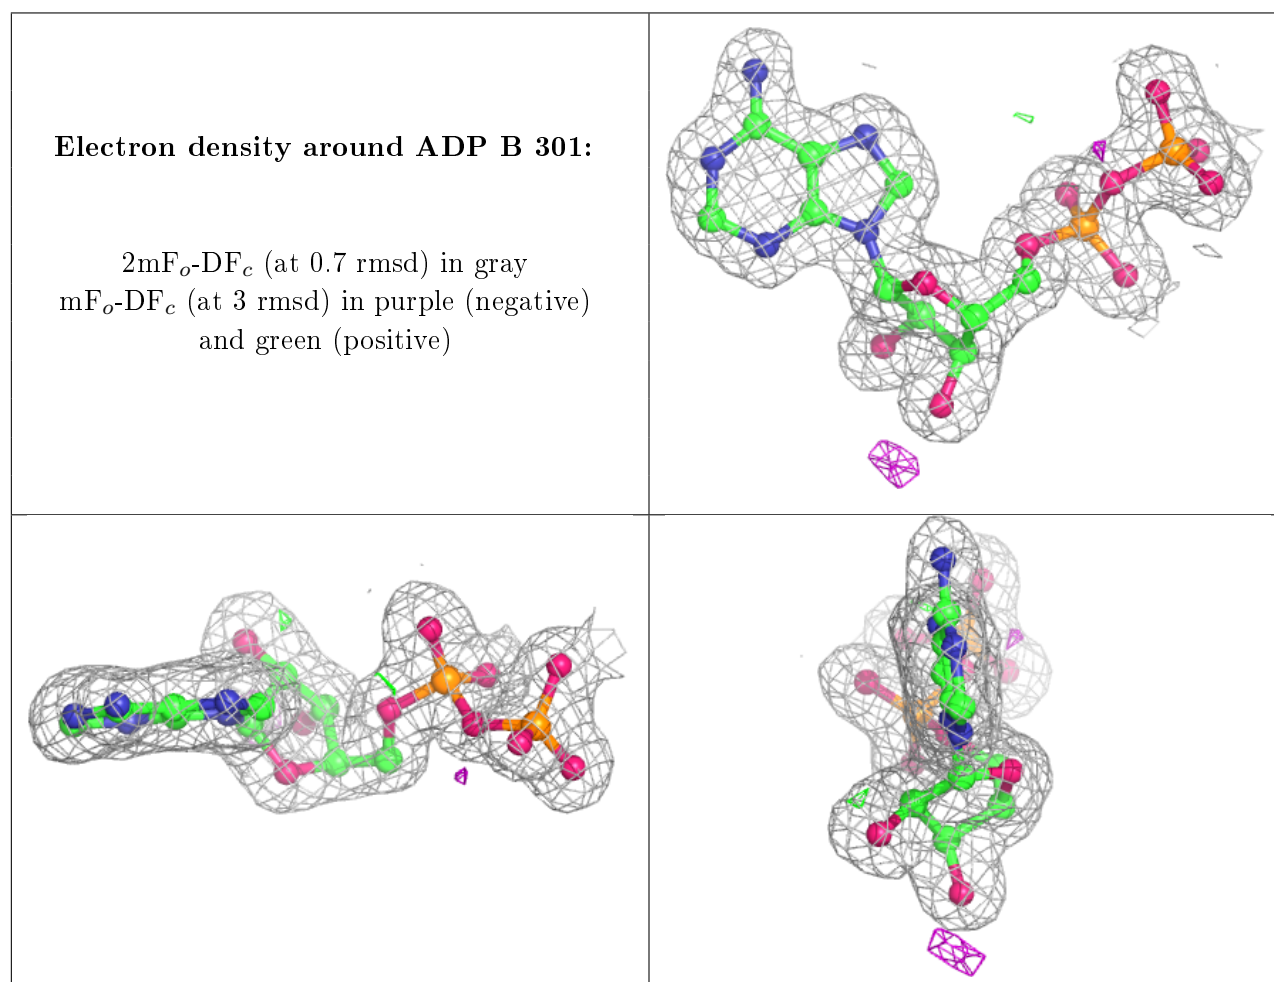 Electron density around ADP B 301:
2mFo-DFc (at 0.7 rmsd) in gray
mFo-DFc (at 3 rmsd) in purple (negative)
and green (positive)